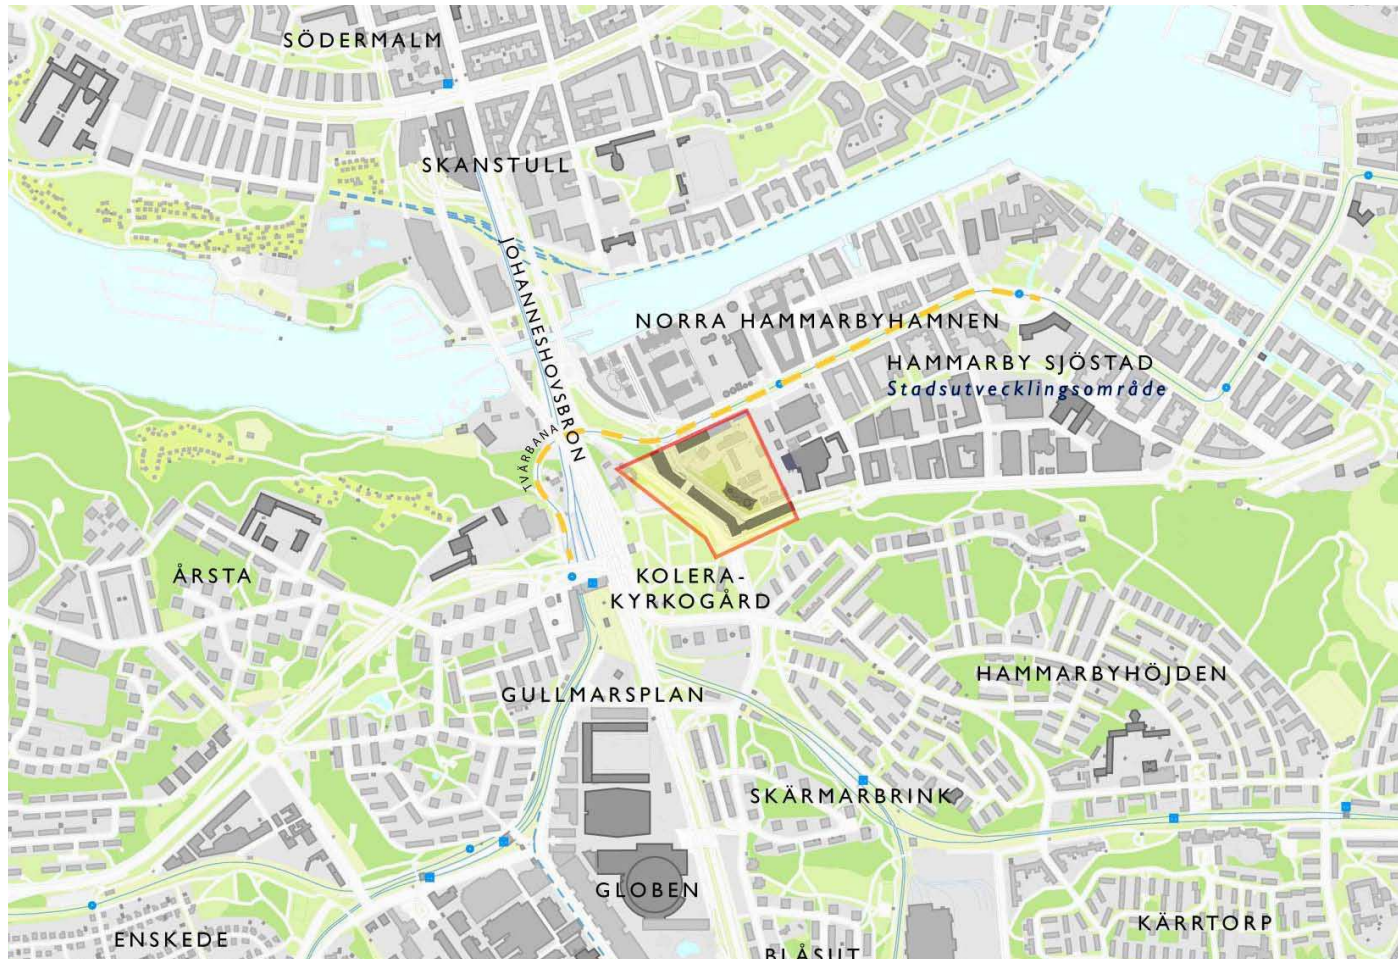 SÖDERMALM
SKANSTULL
JOHANNESHOVSBRON
NORRA HAMMARBYHAMNEN
HAMMARBY SJÖSTAD
Stadsutvecklingsområde
TVÄRBANA
ÅRSTA
KOLERA-
KYRKOGÅRD
HAMMARBYHÖJDEN
GULLMARSPLAN
SKÄRMARBRINK
GLOBEN
KÄRRTORP
ENSKEDE
BLÅSUT